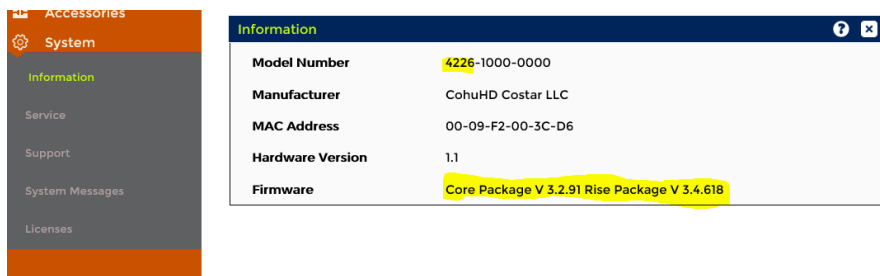 Accessories
System
Information
Service
Support
System Messages
Licenses
Information
Model Number 4226-1000-0000
Manufacturer CohuHD Costar LLC
MAC Address 00-09-F2-00-3C-D6
Hardware Version 1.1
Firmware Core Package V 3.2.91 Rise Package V 3.4.618